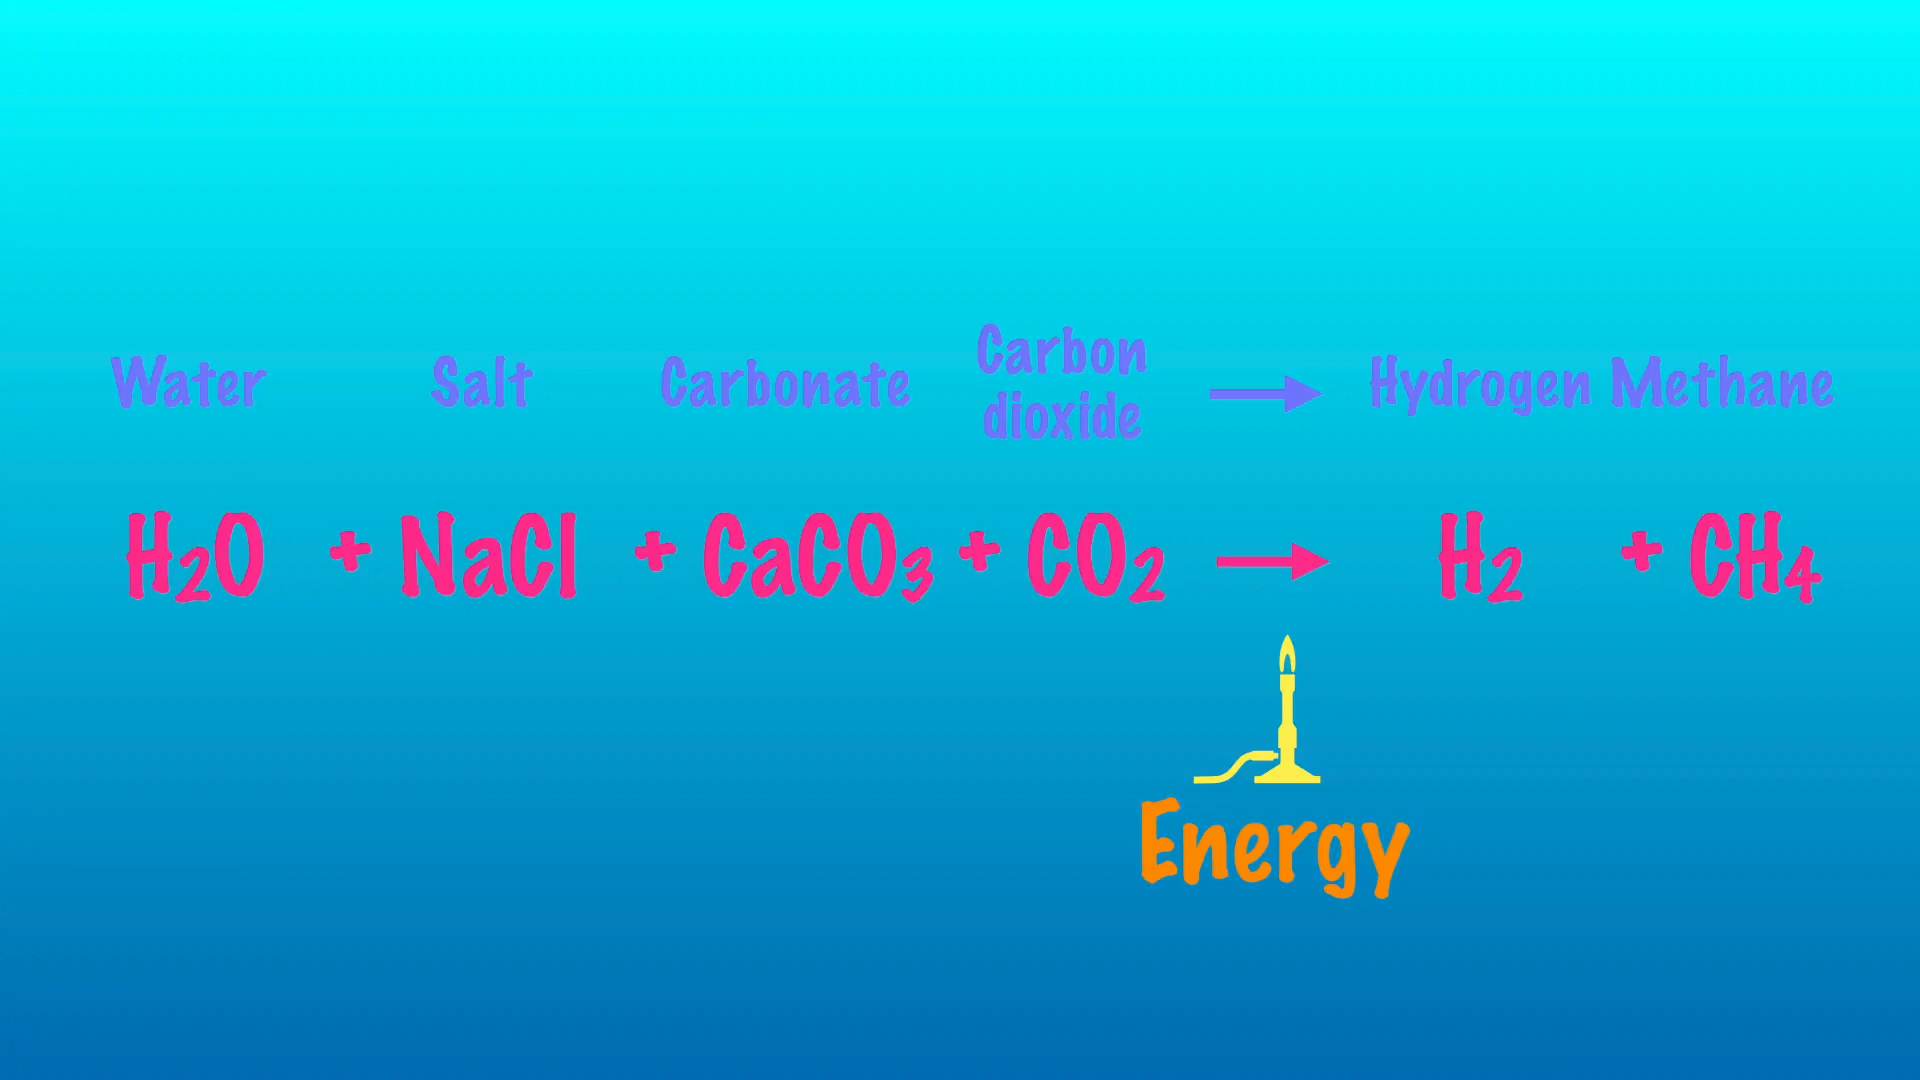 Water Salt Carbonate Carbon dioxide → Hydrogen Methane
H₂O + NaCl + CaCO₃ + CO₂ → H₂ + CH₄
Energy